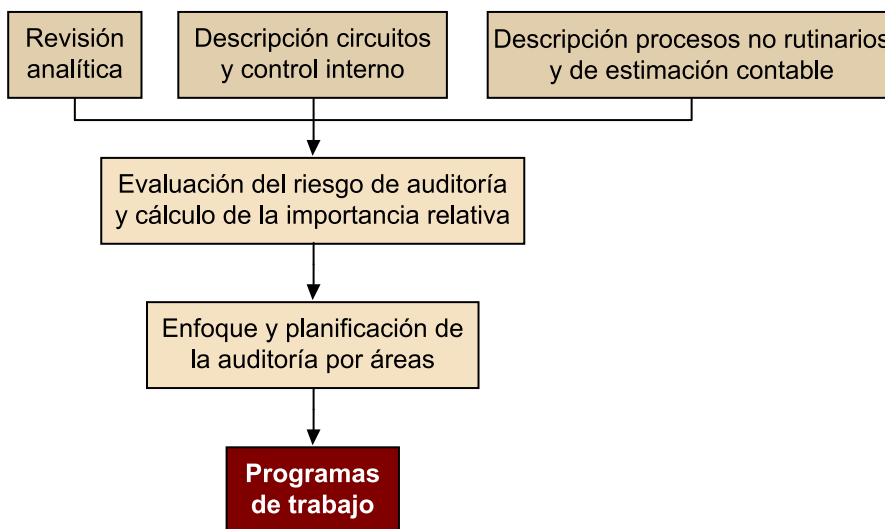 Revisión
analítica
Descripción circuitos
y control interno
Descripción procesos no rutinarios
y de estimación contable
Evaluación del riesgo de auditoría
y cálculo de la importancia relativa
Enfoque y planificación de
la auditoría por áreas
Programas
de trabajo